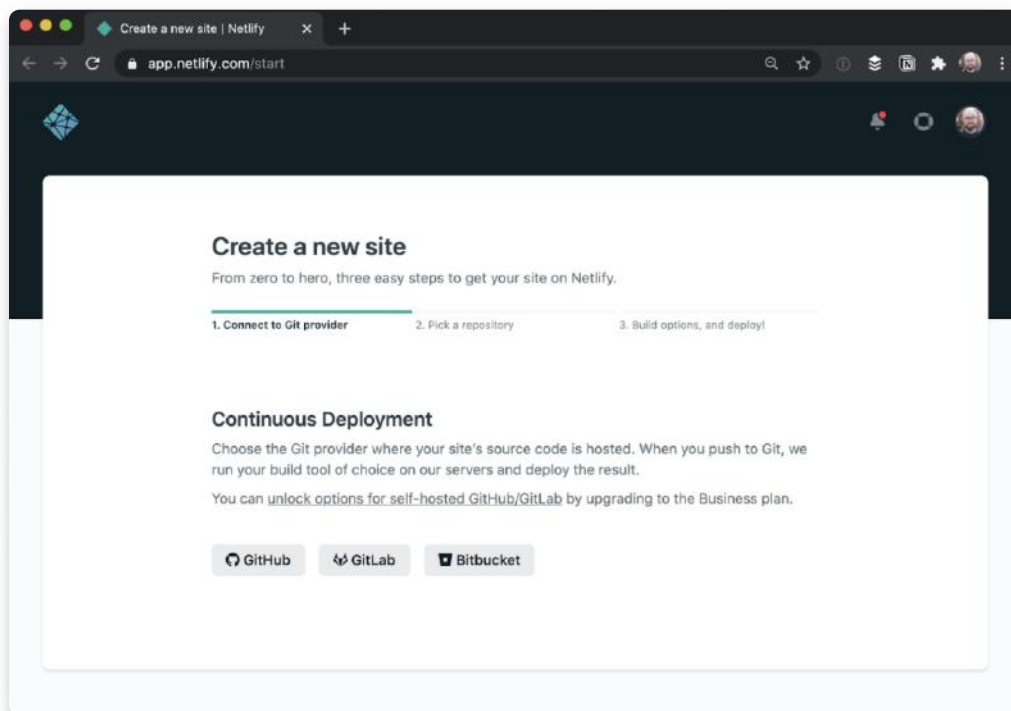 Create a new site | Netlify
app.netlify.com/start
Create a new site
From zero to hero, three easy steps to get your site on Netlify.
1. Connect to Git provider
2. Pick a repository
3. Build options, and deploy!
Continuous Deployment
Choose the Git provider where your site's source code is hosted. When you push to Git, we
run your build tool of choice on our servers and deploy the result.
You can unlock options for self-hosted GitHub/GitLab by upgrading to the Business plan.
GitHub
GitLab
Bitbucket